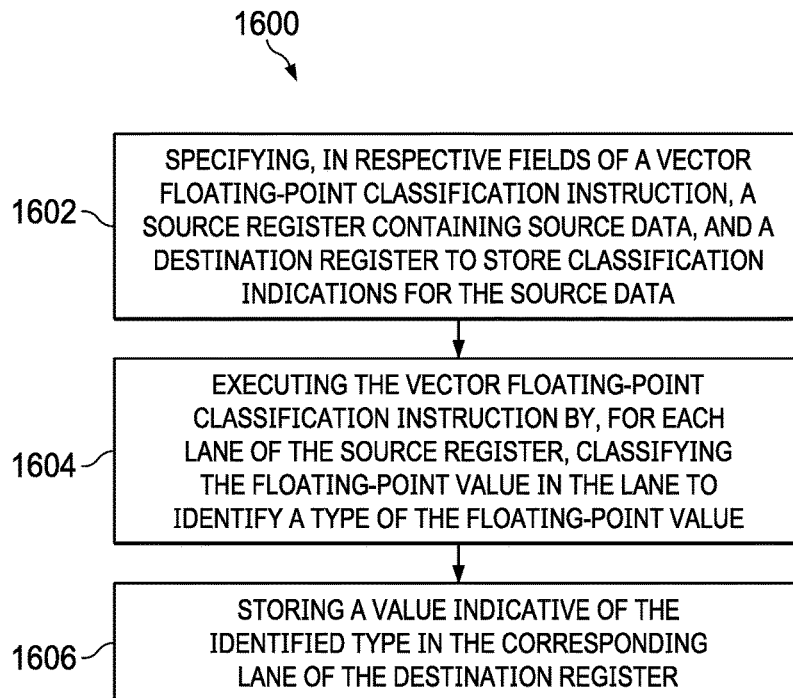 1600
1602
SPECIFYING, IN RESPECTIVE FIELDS OF A VECTOR
FLOATING-POINT CLASSIFICATION INSTRUCTION, A
SOURCE REGISTER CONTAINING SOURCE DATA, AND A
DESTINATION REGISTER TO STORE CLASSIFICATION
INDICATIONS FOR THE SOURCE DATA
1604
EXECUTING THE VECTOR FLOATING-POINT
CLASSIFICATION INSTRUCTION BY, FOR EACH
LANE OF THE SOURCE REGISTER, CLASSIFYING
THE FLOATING-POINT VALUE IN THE LANE TO
IDENTIFY A TYPE OF THE FLOATING-POINT VALUE
1606
STORING A VALUE INDICATIVE OF THE
IDENTIFIED TYPE IN THE CORRESPONDING
LANE OF THE DESTINATION REGISTER